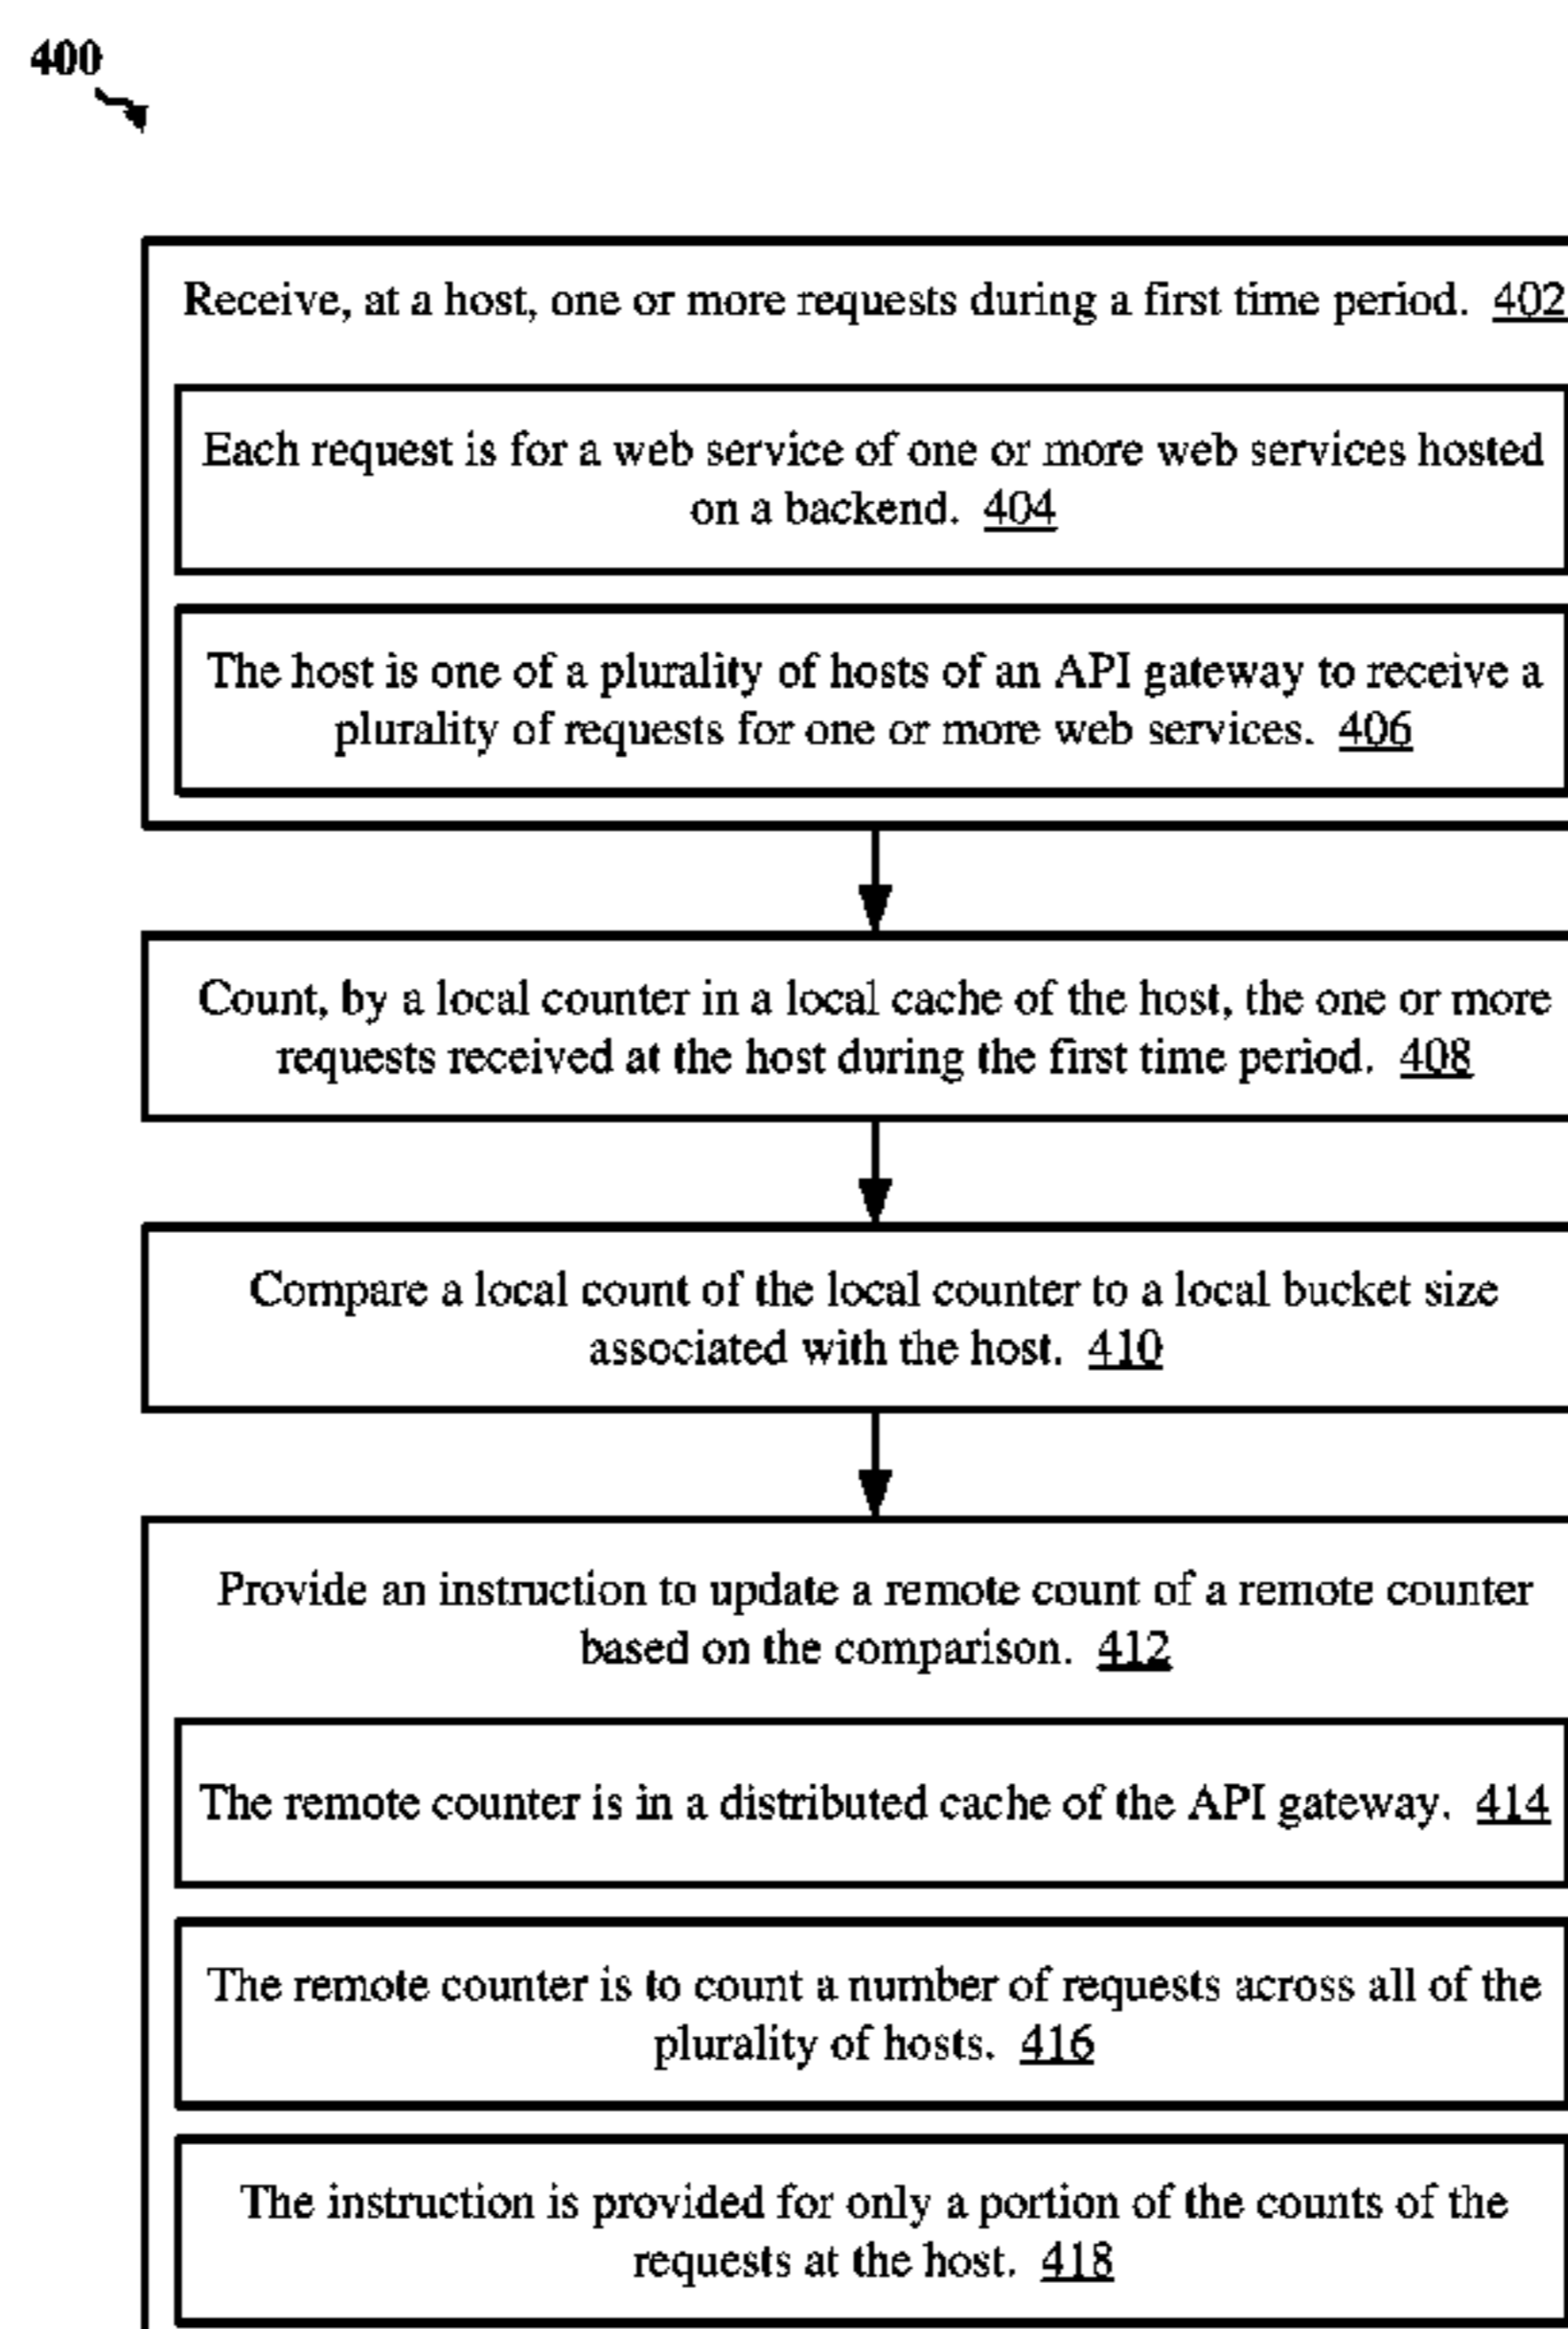 400
Receive, at a host, one or more requests during a first time period. 402
Each request is for a web service of one or more web services hosted
on a backend. 404
The host is one of a plurality of hosts of an API gateway to receive a
plurality of requests for one or more web services. 406
Count, by a local counter in a local cache of the host, the one or more
requests received at the host during the first time period. 408
Compare a local count of the local counter to a local bucket size
associated with the host. 410
Provide an instruction to update a remote count of a remote counter
based on the comparison. 412
The remote counter is in a distributed cache of the API gateway. 414
The remote counter is to count a number of requests across all of the
plurality of hosts. 416
The instruction is provided for only a portion of the counts of the
requests at the host. 418